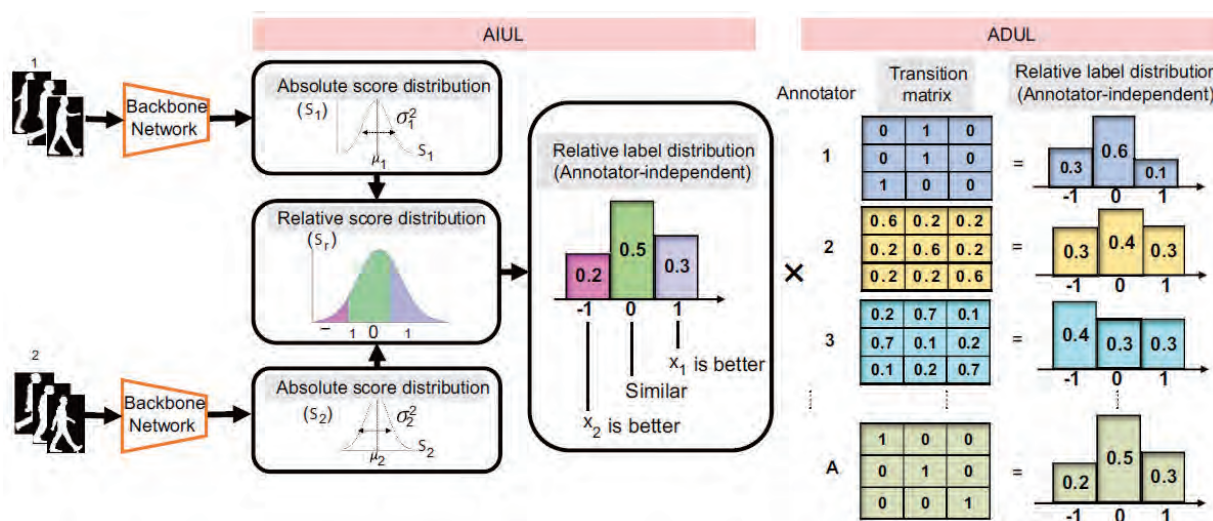 AIUL
ADUL
1
Backbone
Network
Absolute score distribution
(S₁)
σ₁²
μ₁
S₁
Relative score distribution
(Sᵣ)
– 1 0 1
2
Backbone
Network
Absolute score distribution
(S₂)
σ₂²
μ₂
S₂
Relative label distribution
(Annotator-independent)
0.2 0.5 0.3
-1 0 1
x₁ is better
Similar
x₂ is better
×
Annotator
Transition
matrix
Relative label distribution
(Annotator-independent)
1
0 1 0
0 1 0
1 0 0
=
0.3 0.6 0.1
-1 0 1
2
0.6 0.2 0.2
0.2 0.6 0.2
0.2 0.2 0.6
=
0.3 0.4 0.3
-1 0 1
3
0.2 0.7 0.1
0.7 0.1 0.2
0.1 0.2 0.7
=
0.4 0.3 0.3
-1 0 1
A
1 0 0
0 1 0
0 0 1
=
0.2 0.5 0.3
-1 0 1